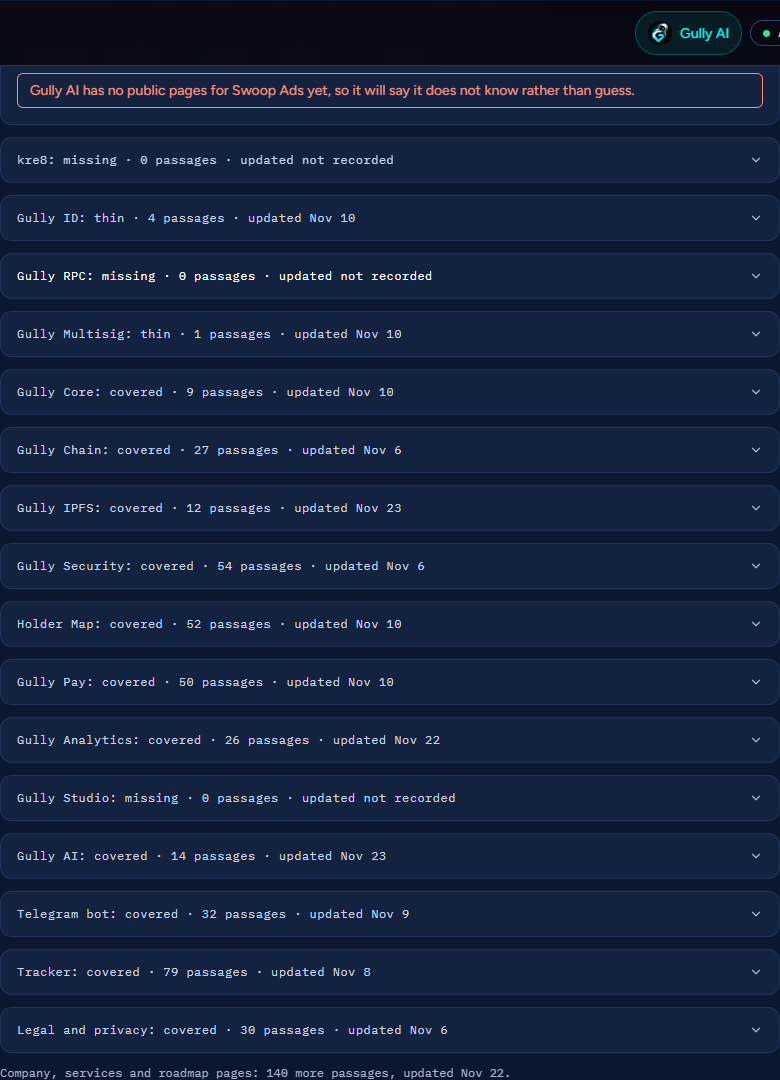 Gully AI
Gully AI has no public pages for Swoop Ads yet, so it will say it does not know rather than guess.
kre8: missing · 0 passages · updated not recorded
Gully ID: thin · 4 passages · updated Nov 10
Gully RPC: missing · 0 passages · updated not recorded
Gully Multisig: thin · 1 passages · updated Nov 10
Gully Core: covered · 9 passages · updated Nov 10
Gully Chain: covered · 27 passages · updated Nov 6
Gully IPFS: covered · 12 passages · updated Nov 23
Gully Security: covered · 54 passages · updated Nov 6
Holder Map: covered · 52 passages · updated Nov 10
Gully Pay: covered · 50 passages · updated Nov 10
Gully Analytics: covered · 26 passages · updated Nov 22
Gully Studio: missing · 0 passages · updated not recorded
Gully AI: covered · 14 passages · updated Nov 23
Telegram bot: covered · 32 passages · updated Nov 9
Tracker: covered · 79 passages · updated Nov 8
Legal and privacy: covered · 30 passages · updated Nov 6
Company, services and roadmap pages: 140 more passages, updated Nov 22.